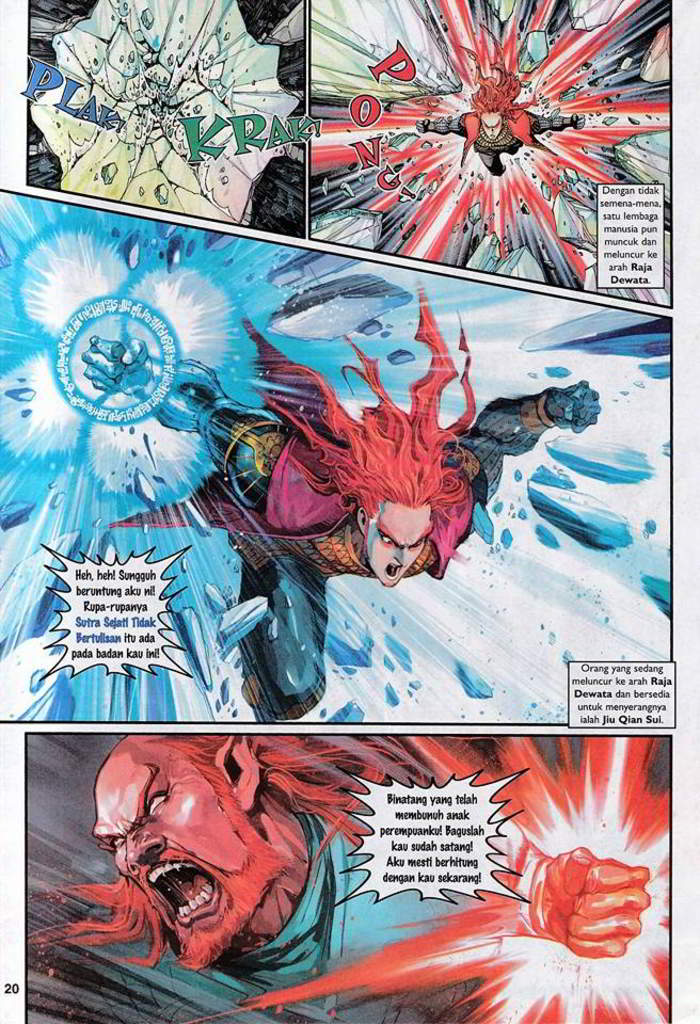 PLAK!
KRAK!
PONG!
Dengan tidak
semena-mena,
satu lembaga
manusia pun
muncuk dan
meluncur ke
arah Raja
Dewata.
Heh, heh! Sungguh
beruntung aku ni!
Rupa-rupanya
Sutra Sejati Tidak
Bertulisan itu ada
pada badan kau ini!
Orang yang sedang
meluncur ke arah Raja
Dewata dan bersedia
untuk menyerangnya
ialah Jiu Qian Sui.
Binatang yang telah
membunuh anak
perempuanku! Baguslah
kau sudah satang!
Aku mesti berhitung
dengan kau sekarang!
20